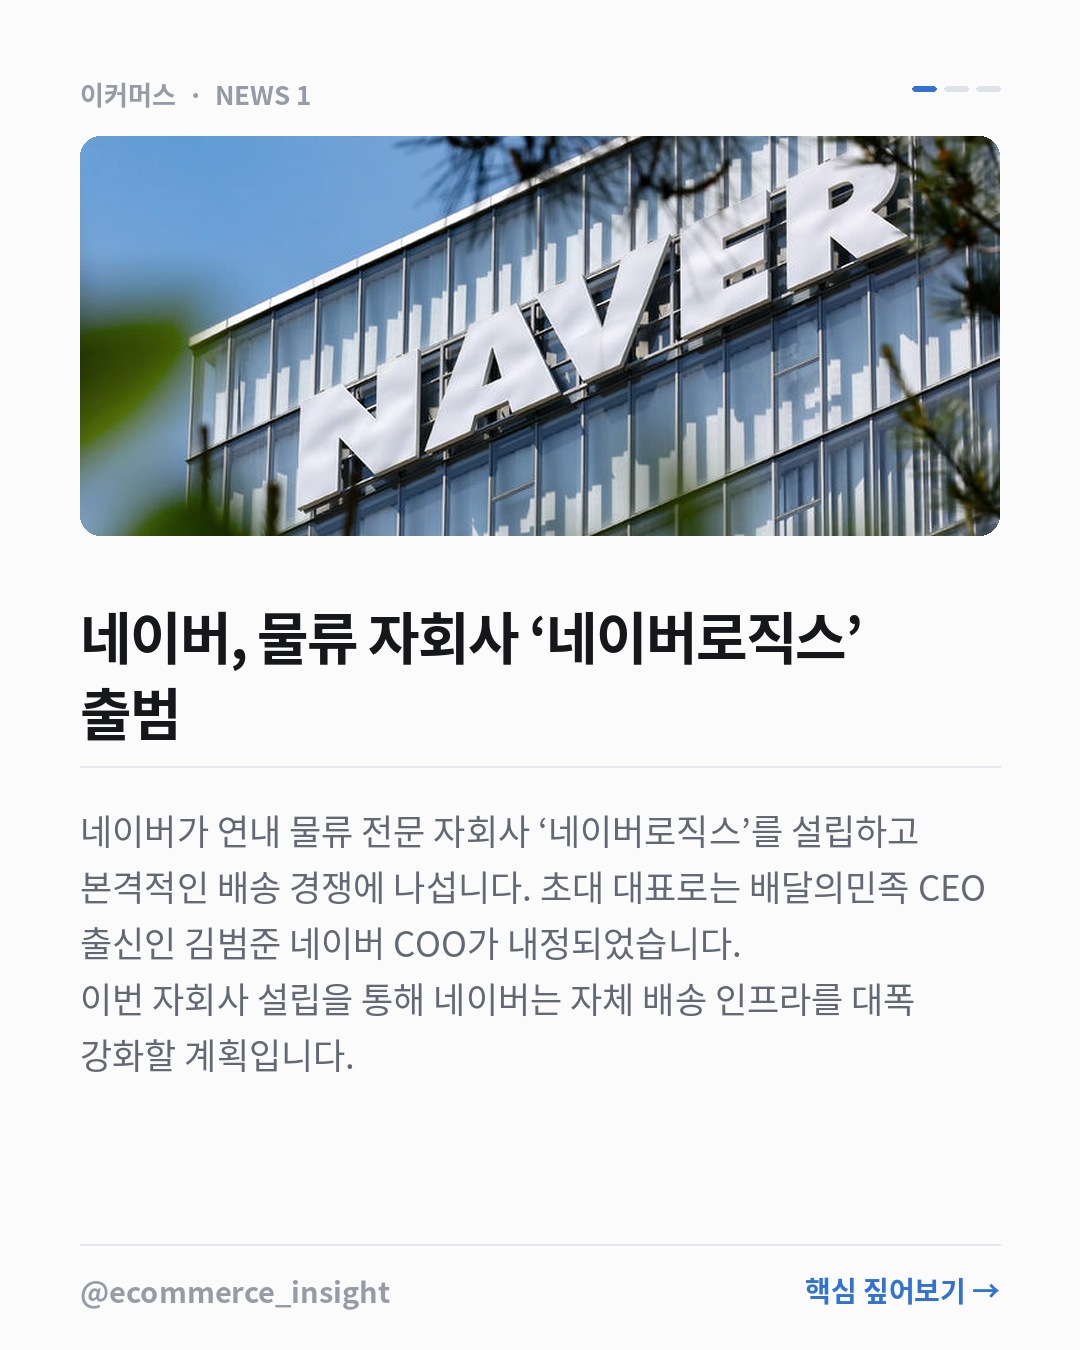 이커머스 · NEWS 1
NAVER
네이버, 물류 자회사 ‘네이버로직스’
출범
네이버가 연내 물류 전문 자회사 ‘네이버로직스’를 설립하고
본격적인 배송 경쟁에 나섭니다. 초대 대표로는 배달의민족 CEO
출신인 김범준 네이버 COO가 내정되었습니다.
이번 자회사 설립을 통해 네이버는 자체 배송 인프라를 대폭
강화할 계획입니다.
@ecommerce_insight
핵심 짚어보기 →